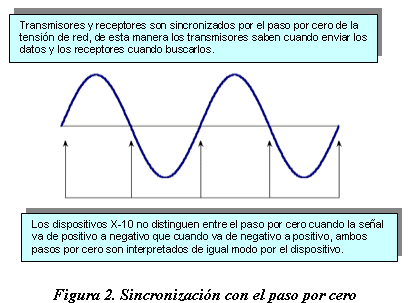 Transmisores y receptores son sincronizados por el paso por cero de la
tensión de red, de esta manera los transmisores saben cuando enviar los
datos y los receptores cuando buscarlos.
Los dispositivos X-10 no distinguen entre el paso por cero cuando la señal
va de positivo a negativo que cuando va de negativo a positivo, ambos
pasos por cero son interpretados de igual modo por el dispositivo.
Figura 2. Sincronización con el paso por cero